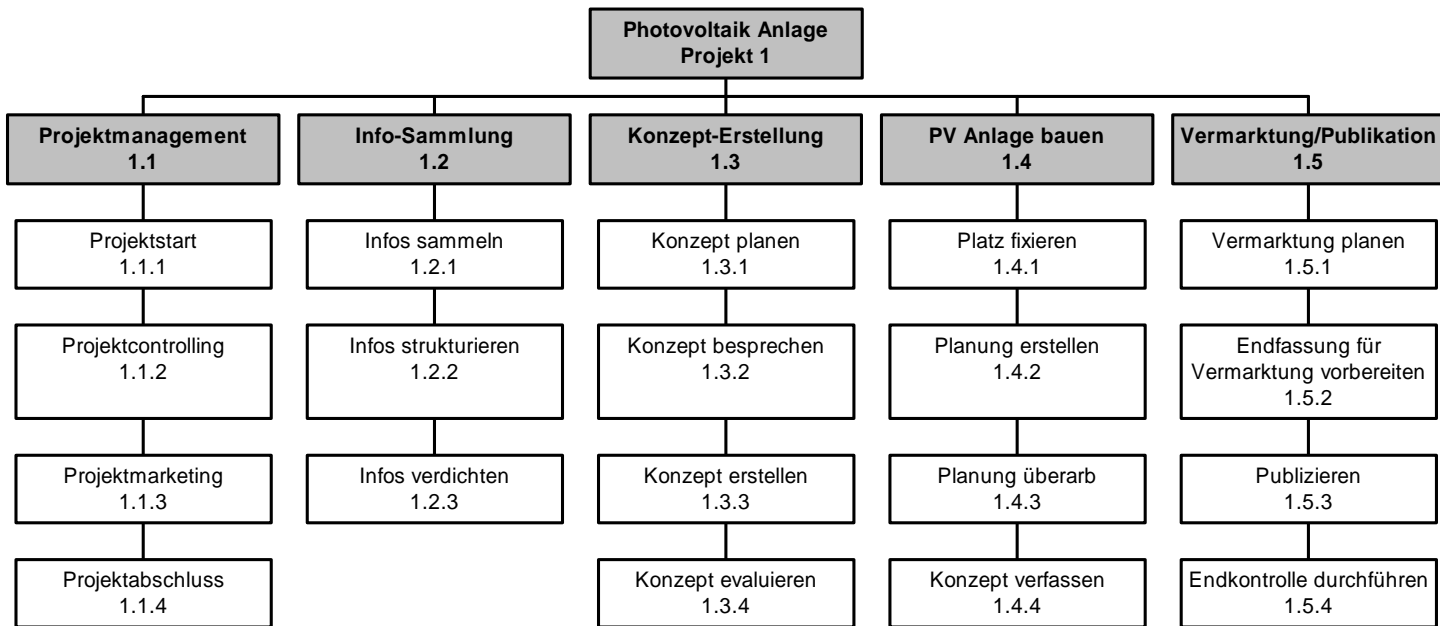 Photovoltaik Anlage
Projekt 1
Projektmanagement
1.1
Info-Sammlung
1.2
Konzept-Erstellung
1.3
PV Anlage bauen
1.4
Vermarktung/Publikation
1.5
Projektstart
1.1.1
Infos sammeln
1.2.1
Konzept planen
1.3.1
Platz fixieren
1.4.1
Vermarktung planen
1.5.1
Projektcontrolling
1.1.2
Infos strukturieren
1.2.2
Konzept besprechen
1.3.2
Planung erstellen
1.4.2
Endfassung für
Vermarktung vorbereiten
1.5.2
Projektmarketing
1.1.3
Infos verdichten
1.2.3
Konzept erstellen
1.3.3
Planung überarb
1.4.3
Publizieren
1.5.3
Projektabschluss
1.1.4
Konzept evaluieren
1.3.4
Konzept verfassen
1.4.4
Endkontrolle durchführen
1.5.4